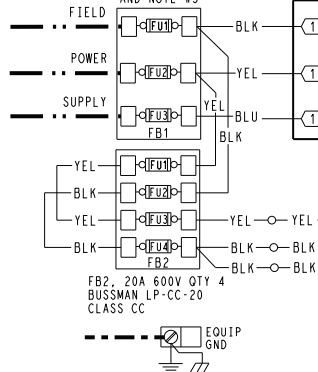 AND NOTE #3
FIELD
FU1
BLK
1
POWER
FU2
YEL
SUPPLY
YEL
FU3
BLU
1
FB1
BLK
YEL
FU1
BLK
FU2
YEL
FU3
YEL
YEL
BLK
FU4
BLK
BLK
FB2
BLK
BLK
FB2, 20A 600V QTY 4
BUSSMAN LP-CC-20
CLASS CC
EQUIP
GND